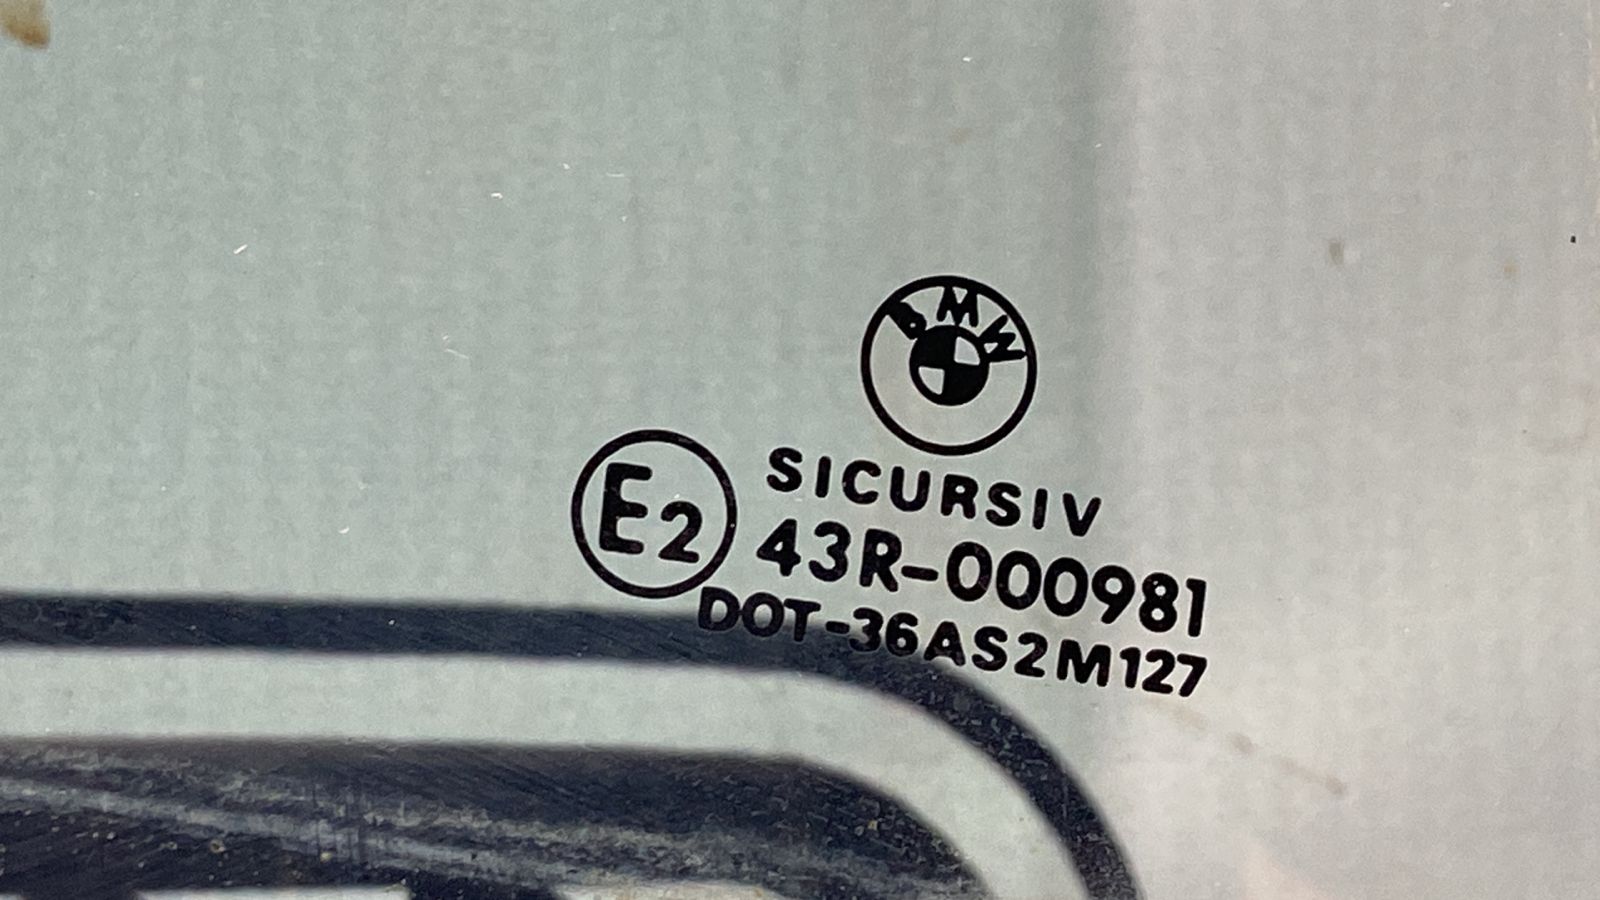 BMW
SICURSIV
E2
43R-000981
DOT-36AS2M127